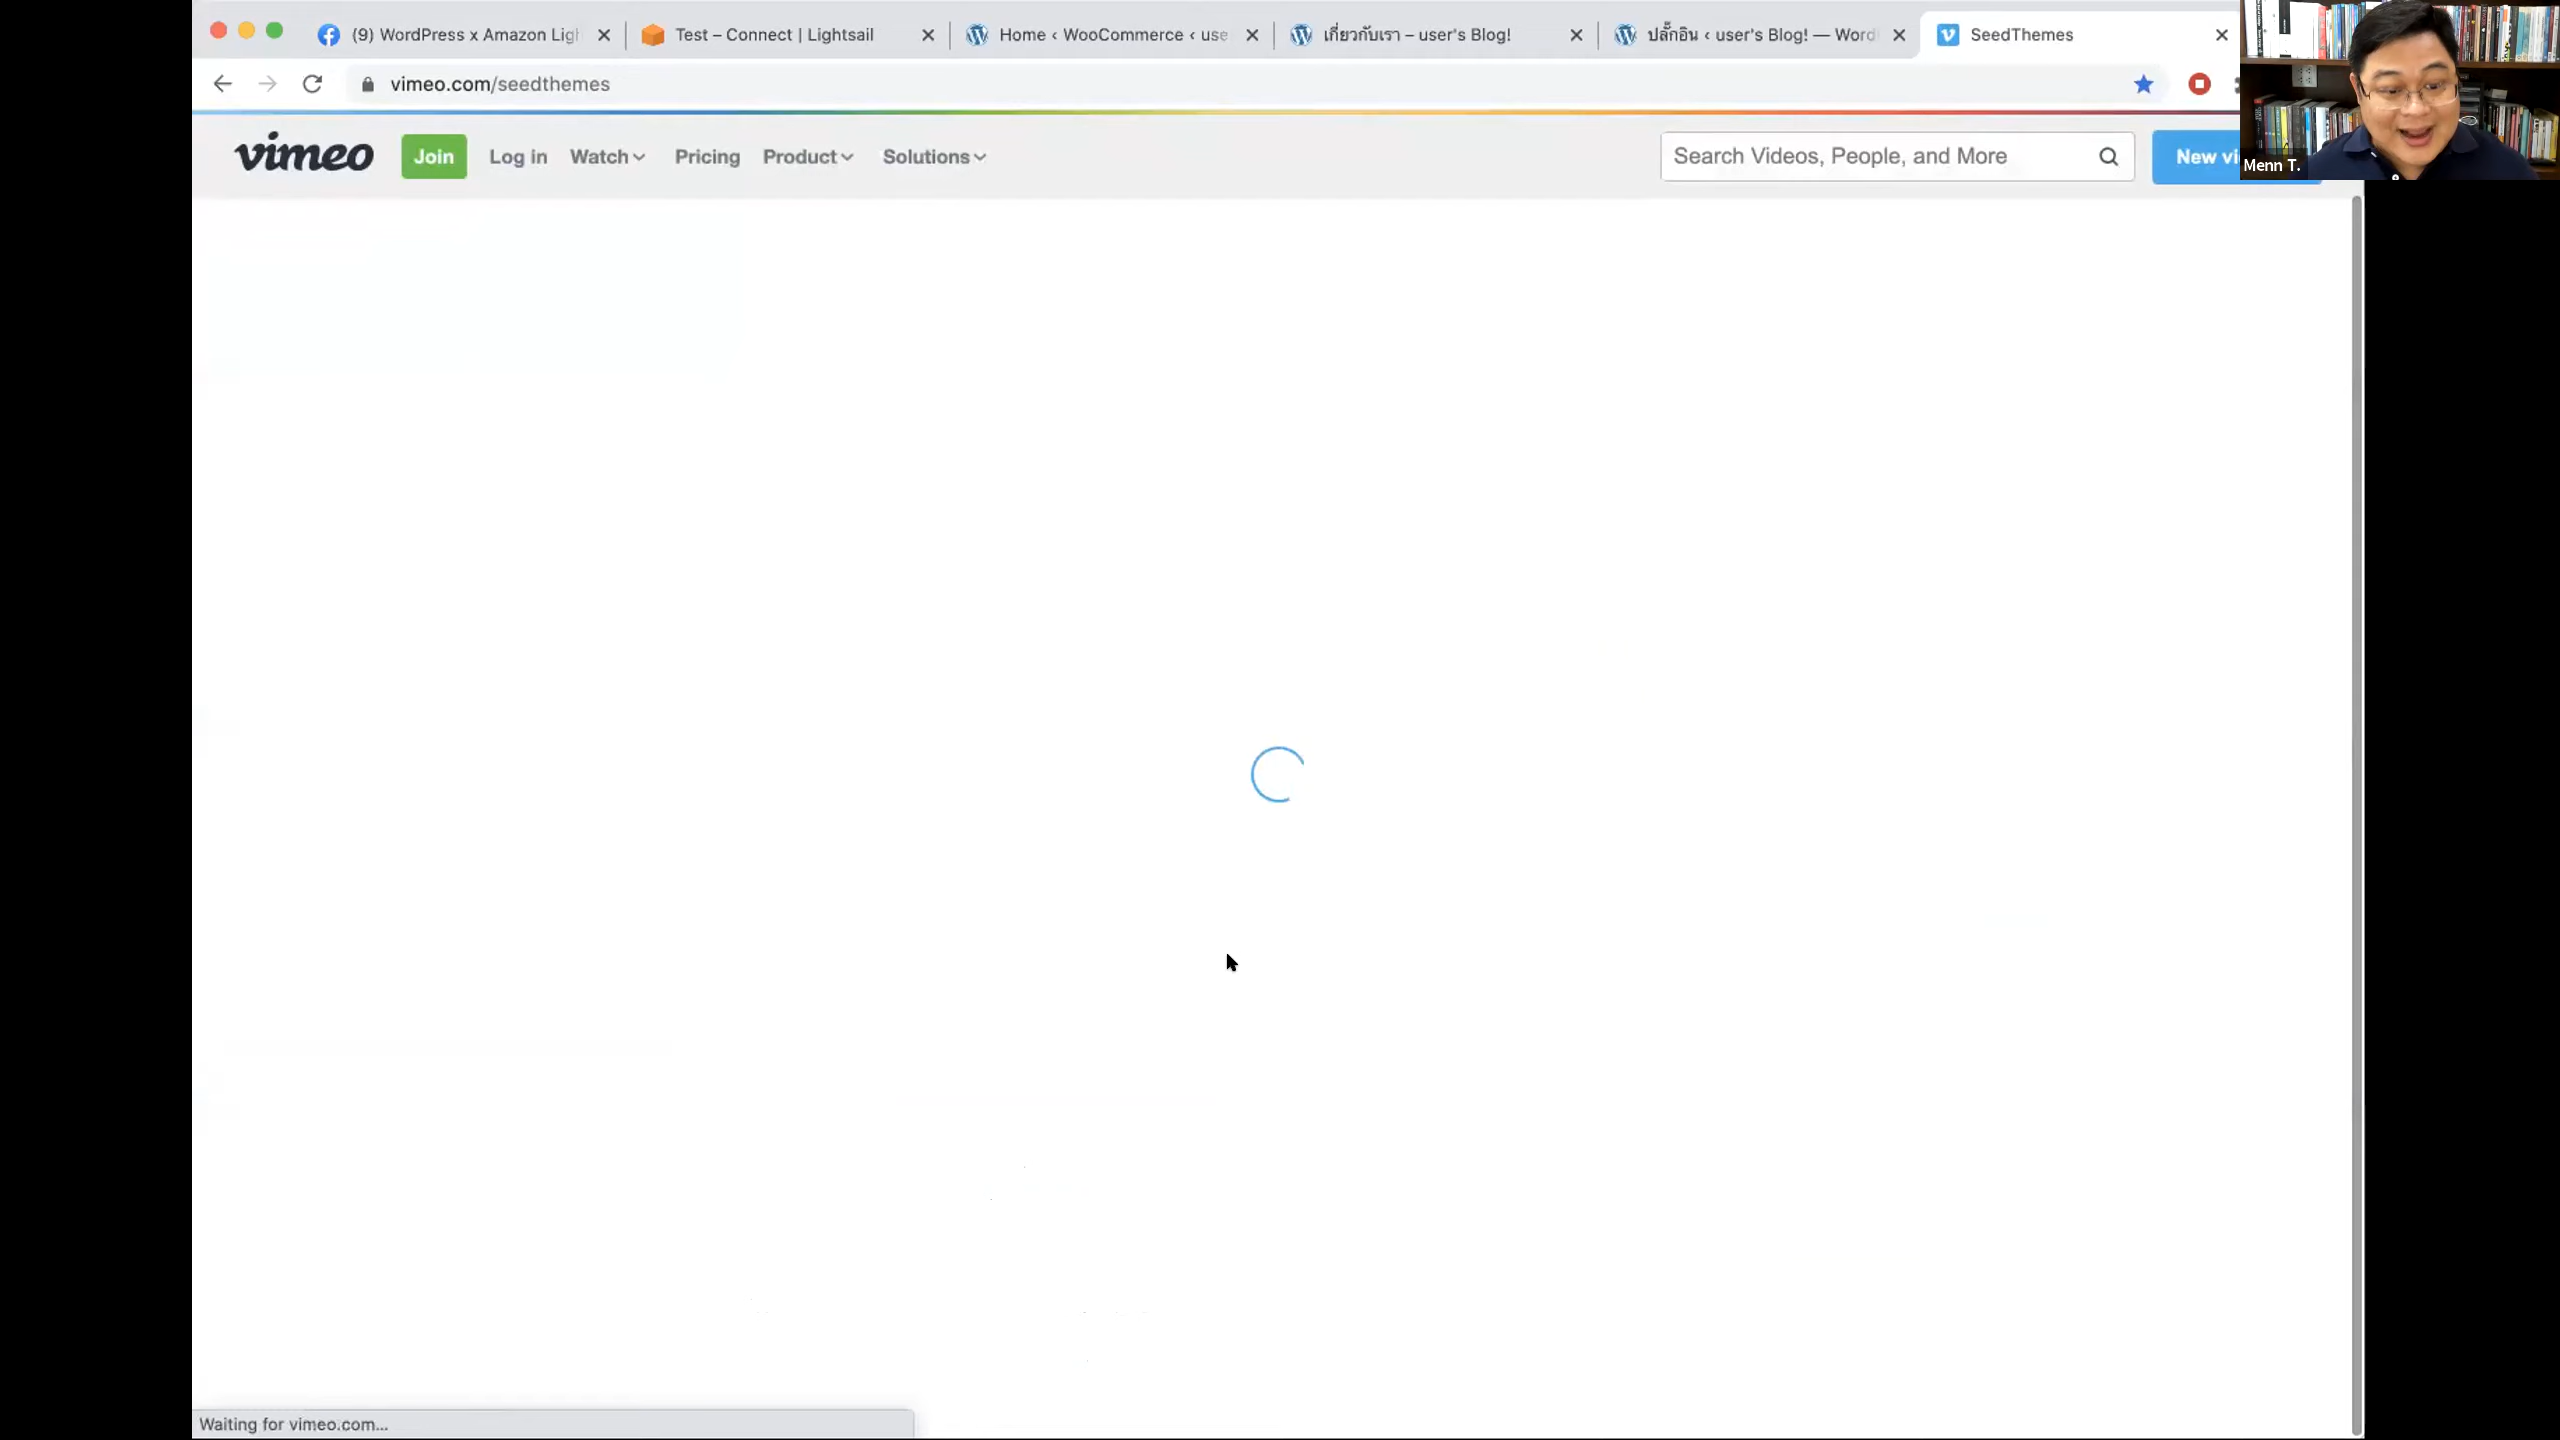 (9) WordPress x Amazon Ligh
Test – Connect | Lightsail
Home ‹ WooCommerce ‹ use
เกี่ยวกับเรา – user's Blog!
ปลั๊กอิน ‹ user's Blog! — Word
SeedThemes
vimeo.com/seedthemes
vimeo
Join
Log in
Watch
Pricing
Product
Solutions
Search Videos, People, and More
New vi
Menn T.
Waiting for vimeo.com...